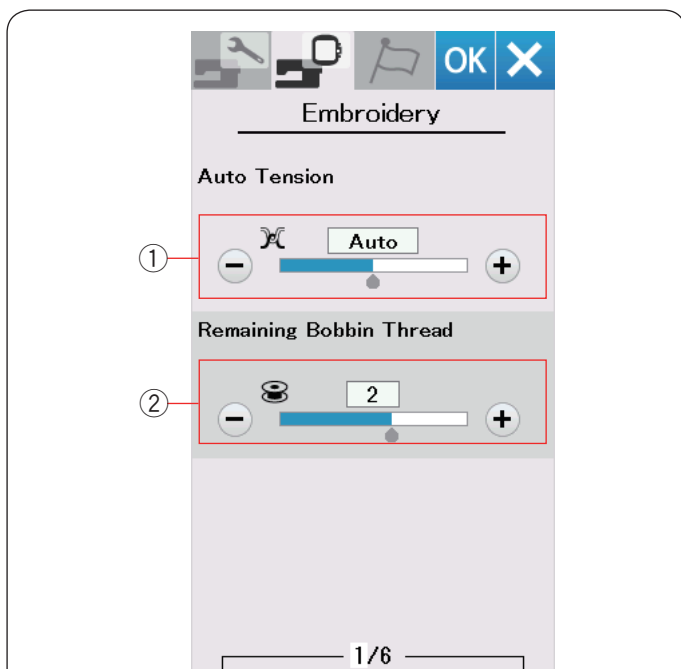 OK
Embroidery
Auto Tension
①
Auto
Remaining Bobbin Thread
②
2
1/6